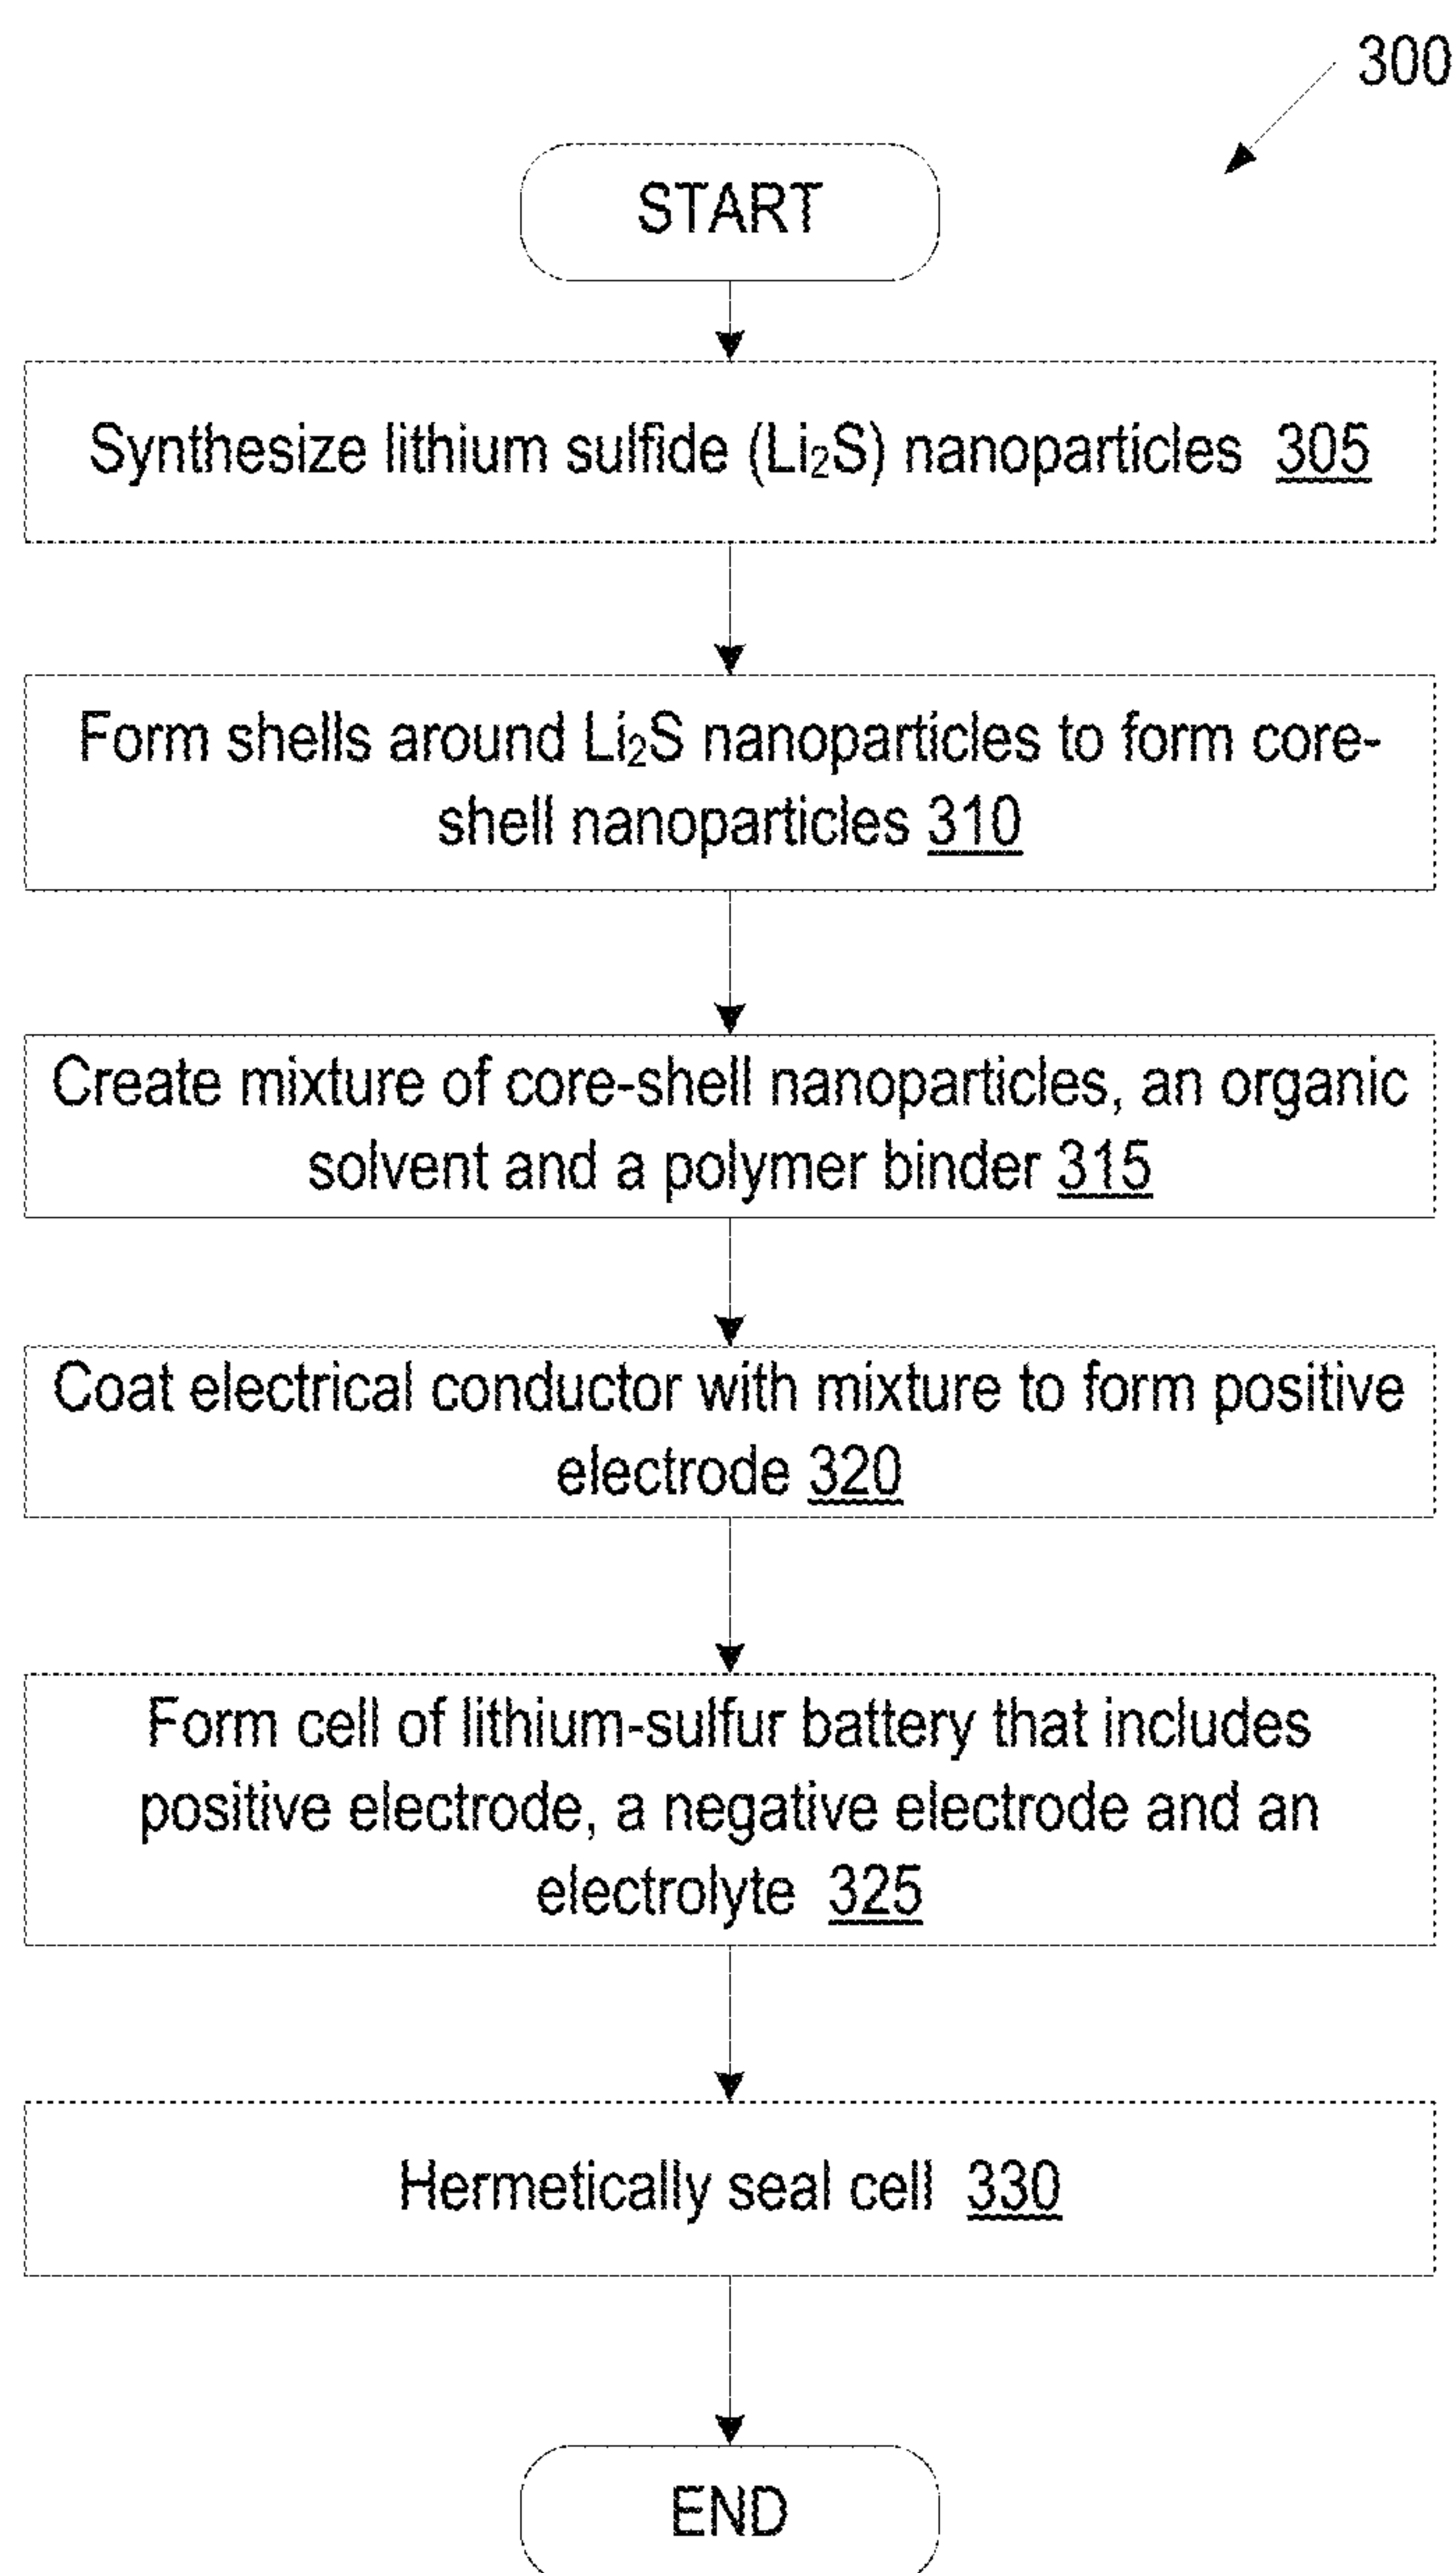 300
START
Synthesize lithium sulfide (Li₂S) nanoparticles 305
Form shells around Li₂S nanoparticles to form core-
shell nanoparticles 310
Create mixture of core-shell nanoparticles, an organic
solvent and a polymer binder 315
Coat electrical conductor with mixture to form positive
electrode 320
Form cell of lithium-sulfur battery that includes
positive electrode, a negative electrode and an
electrolyte 325
Hermetically seal cell 330
END